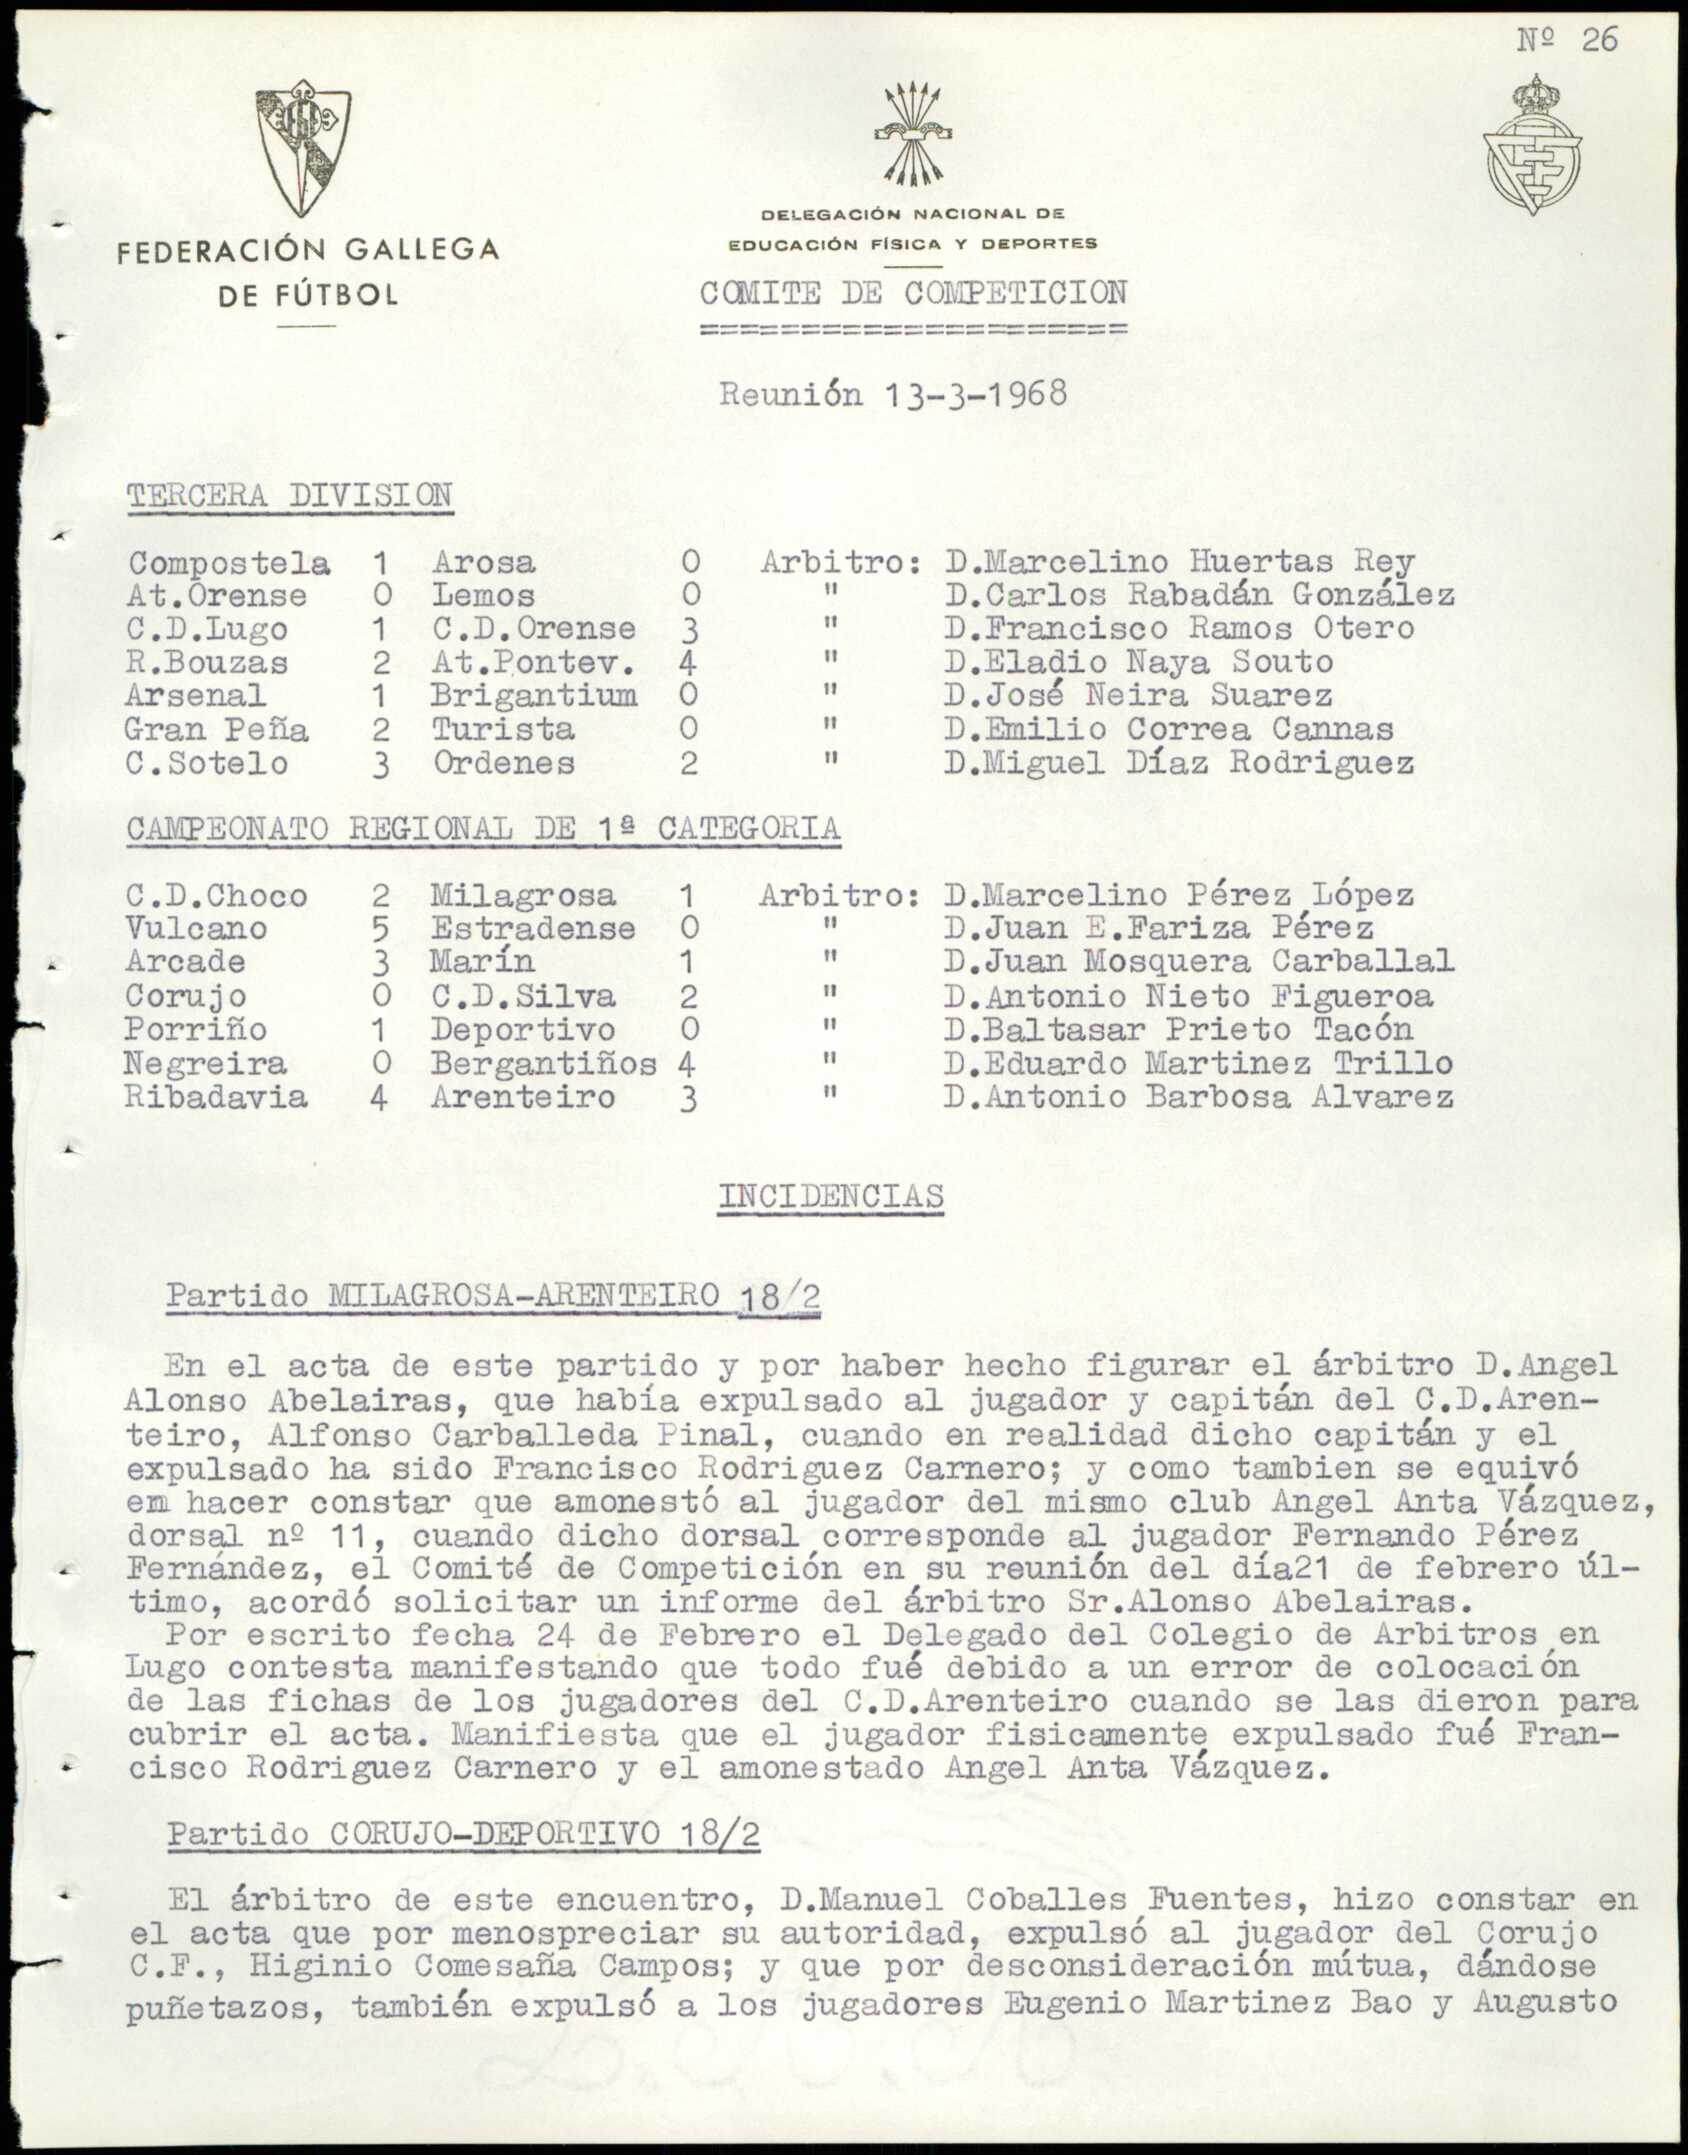 Nº 26
FEDERACIÓN GALLEGA
DE FÚTBOL
DELEGACIÓN NACIONAL DE
EDUCACIÓN FÍSICA Y DEPORTES
COMITE DE COMPETICION
=====================
Reunión 13-3-1968
TERCERA DIVISION
Compostela 1 Arosa 0 Arbitro: D.Marcelino Huertas Rey
At.Orense 0 Lemos 0 " D.Carlos Rabadán González
C.D.Lugo 1 C.D.Orense 3 " D.Francisco Ramos Otero
R.Bouzas 2 At.Pontev. 4 " D.Eladio Naya Souto
Arsenal 1 Brigantium 0 " D.José Neira Suarez
Gran Peña 2 Turista 0 " D.Emilio Correa Cannas
C.Sotelo 3 Ordenes 2 " D.Miguel Díaz Rodriguez
CAMPEONATO REGIONAL DE 1ª CATEGORIA
C.D.Choco 2 Milagrosa 1 Arbitro: D.Marcelino Pérez López
Vulcano 5 Estradense 0 " D.Juan E.Fariza Pérez
Arcade 3 Marín 1 " D.Juan Mosquera Carballal
Corujo 0 C.D.Silva 2 " D.Antonio Nieto Figueroa
Porriño 1 Deportivo 0 " D.Baltasar Prieto Tacón
Negreira 0 Bergantiños 4 " D.Eduardo Martinez Trillo
Ribadavia 4 Arenteiro 3 " D.Antonio Barbosa Alvarez
INCIDENCIAS
Partido MILAGROSA-ARENTEIRO 18/2
En el acta de este partido y por haber hecho figurar el árbitro D.Angel
Alonso Abelairas, que había expulsado al jugador y capitán del C.D.Aren-
teiro, Alfonso Carballeda Pinal, cuando en realidad dicho capitán y el
expulsado ha sido Francisco Rodriguez Carnero; y como tambien se equivó
em hacer constar que amonestó al jugador del mismo club Angel Anta Vázquez,
dorsal nº 11, cuando dicho dorsal corresponde al jugador Fernando Pérez
Fernández, el Comité de Competición en su reunión del día21 de febrero úl-
timo, acordó solicitar un informe del árbitro Sr.Alonso Abelairas.
Por escrito fecha 24 de Febrero el Delegado del Colegio de Arbitros en
Lugo contesta manifestando que todo fué debido a un error de colocación
de las fichas de los jugadores del C.D.Arenteiro cuando se las dieron para
cubrir el acta. Manifiesta que el jugador fisicamente expulsado fué Fran-
cisco Rodriguez Carnero y el amonestado Angel Anta Vázquez.
Partido CORUJO-DEPORTIVO 18/2
El árbitro de este encuentro, D.Manuel Coballes Fuentes, hizo constar en
el acta que por menospreciar su autoridad, expulsó al jugador del Corujo
C.F., Higinio Comesaña Campos; y que por desconsideración mútua, dándose
puñetazos, también expulsó a los jugadores Eugenio Martinez Bao y Augusto